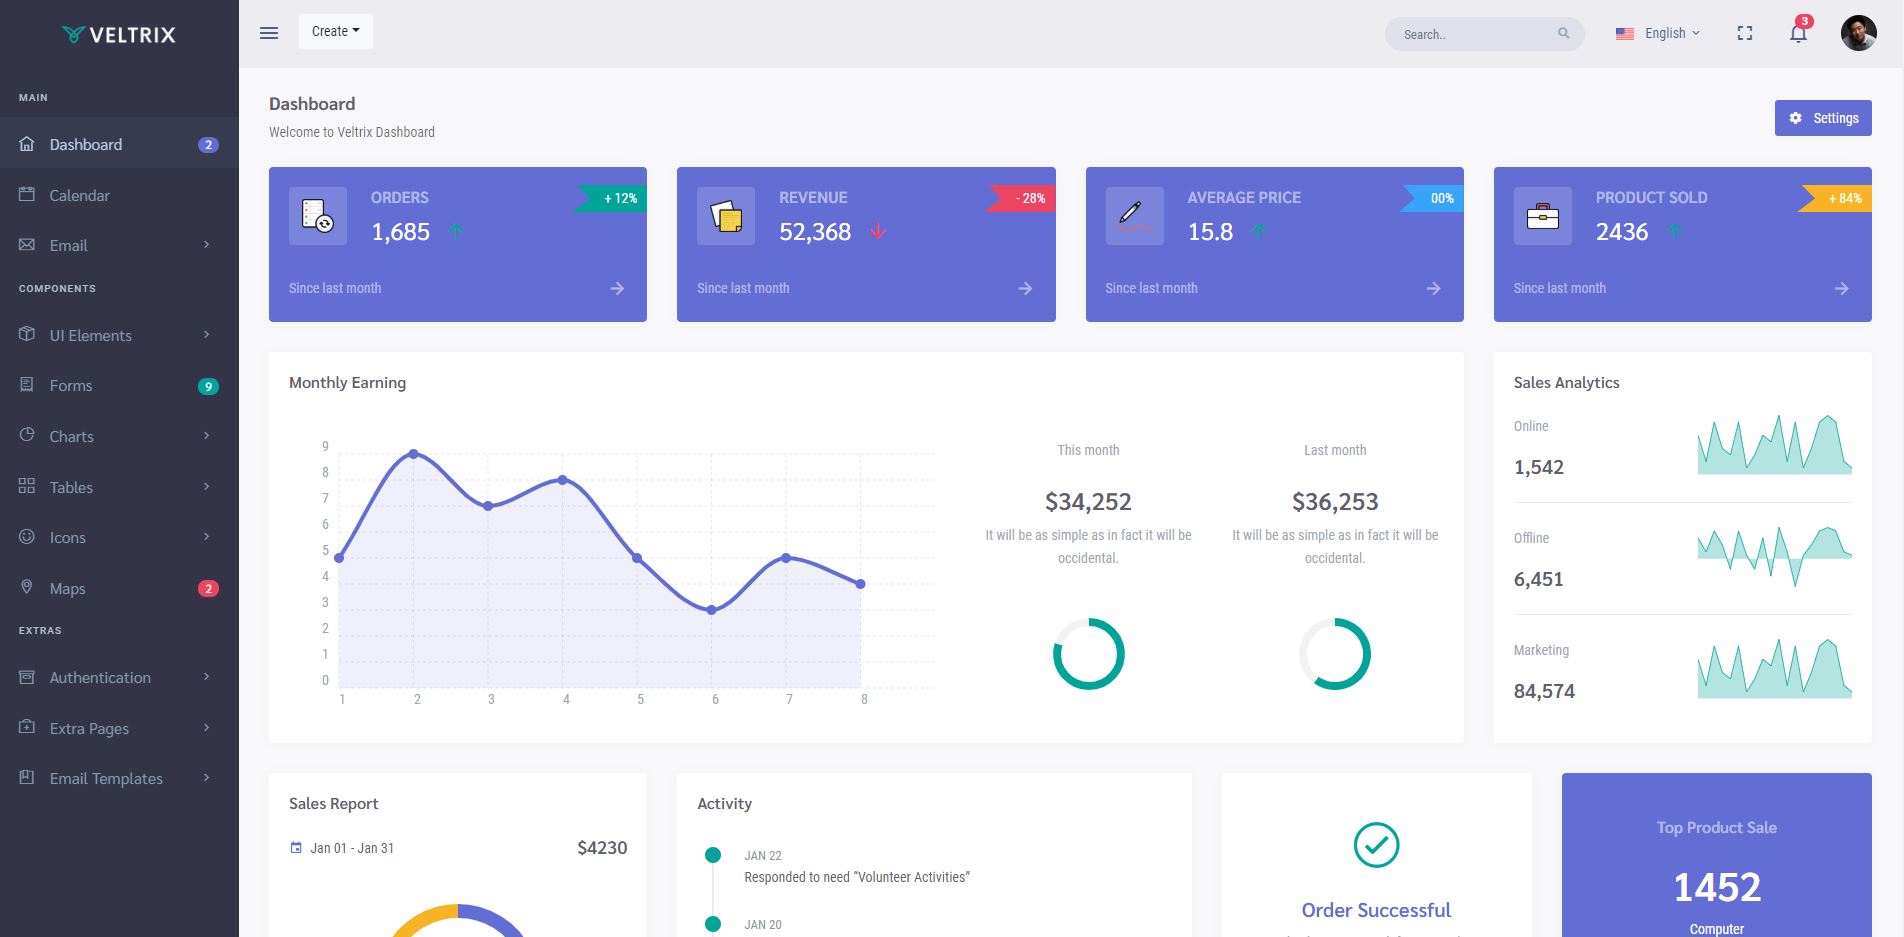 VELTRIX
Create
Search..
English
3
MAIN
Dashboard 2
Calendar
Email
COMPONENTS
UI Elements
Forms 9
Charts
Tables
Icons
Maps 2
EXTRAS
Authentication
Extra Pages
Email Templates
Dashboard
Welcome to Veltrix Dashboard
Settings
ORDERS
+ 12%
1,685
Since last month
REVENUE
- 28%
52,368
Since last month
AVERAGE PRICE
00%
15.8
Since last month
PRODUCT SOLD
+ 84%
2436
Since last month
Monthly Earning
9
8
7
6
5
4
3
2
1
0
1 2 3 4 5 6 7 8
This month
$34,252
It will be as simple as in fact it will be
occidental.
Last month
$36,253
It will be as simple as in fact it will be
occidental.
Sales Analytics
Online
1,542
Offline
6,451
Marketing
84,574
Sales Report
Jan 01 - Jan 31 $4230
Activity
JAN 22
Responded to need “Volunteer Activities”
JAN 20
Order Successful
Top Product Sale
1452
Computer